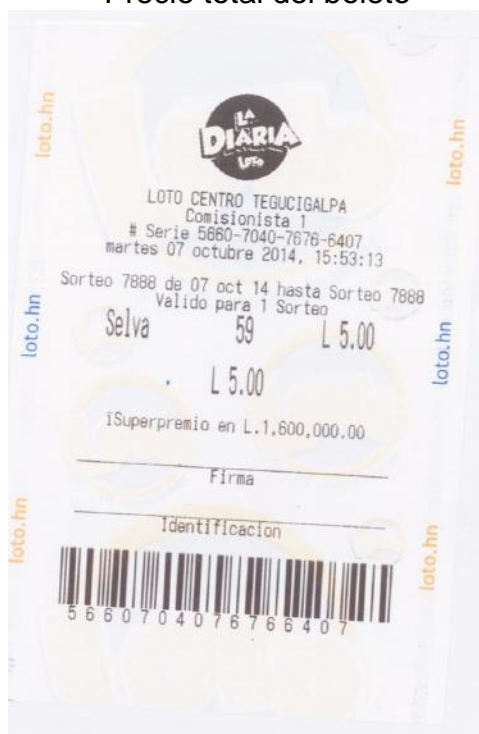 Precio total del boleto
loto.hn
loto.hn
LA
DIARIA
LOTO
LOTO CENTRO TEGUCIGALPA
Comisionista 1
# Serie 5660-7040-7676-6407
martes 07 octubre 2014, 15:53:13
Sorteo 7888 de 07 oct 14 hasta Sorteo 7888
Valido para 1 Sorteo
loto.hn
loto.hn
Selva 59 L 5.00
L 5.00
¡Superpremio en L.1,600,000.00
Firma
Identificacion
loto.hn
loto.hn
5660704076766407